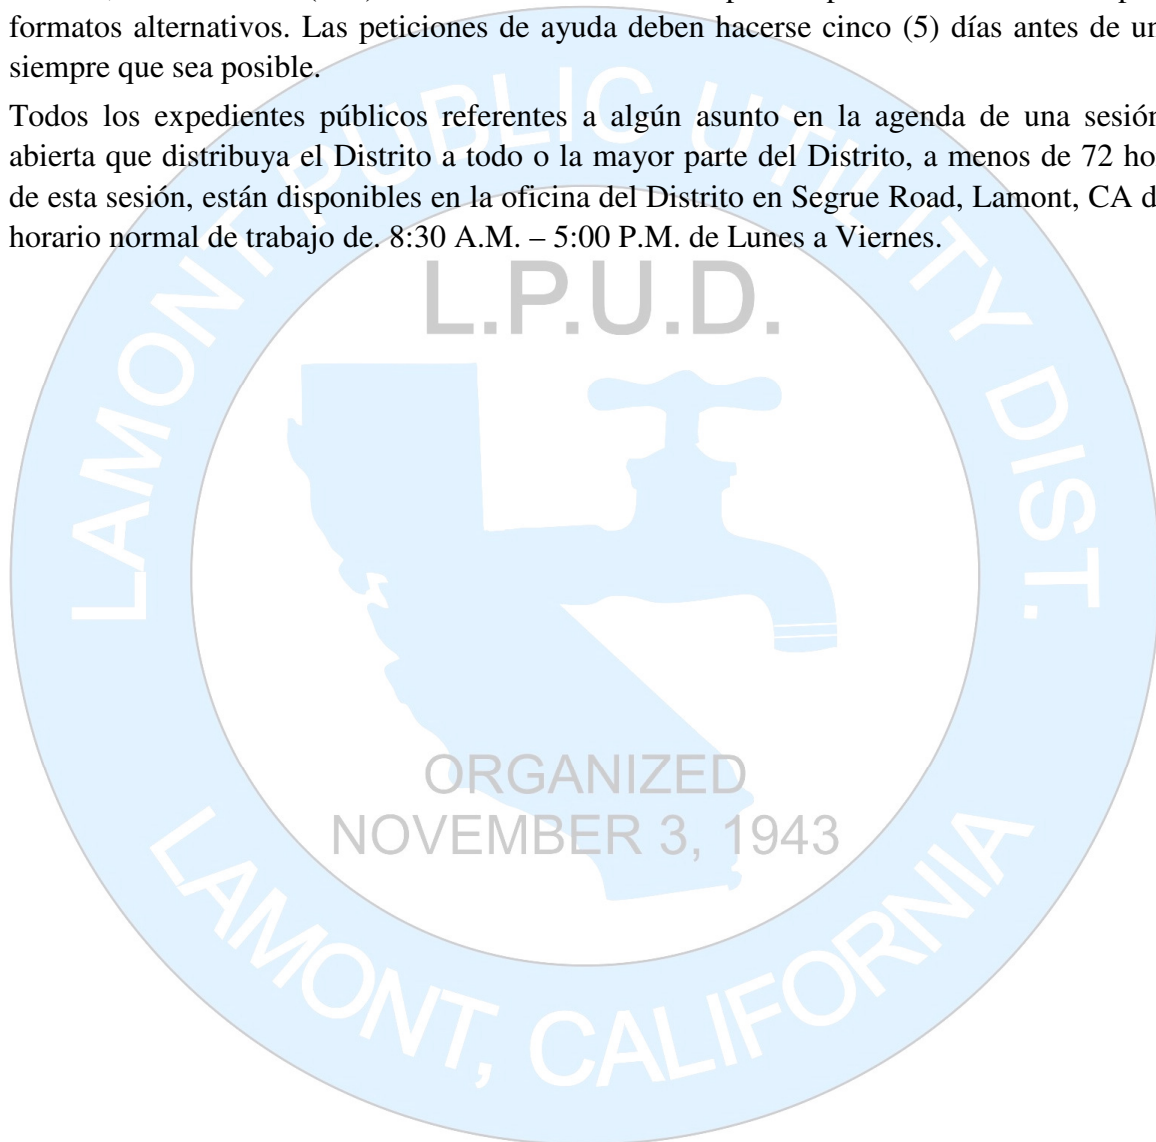 formatos alternativos. Las peticiones de ayuda deben hacerse cinco (5) días antes de un
siempre que sea posible.
Todos los expedientes públicos referentes a algún asunto en la agenda de una sesión
abierta que distribuya el Distrito a todo o la mayor parte del Distrito, a menos de 72 ho
de esta sesión, están disponibles en la oficina del Distrito en Segrue Road, Lamont, CA d
horario normal de trabajo de. 8:30 A.M. – 5:00 P.M. de Lunes a Viernes.
LAMONT PUBLIC UTILITY DIST.
L.P.U.D.
ORGANIZED
NOVEMBER 3, 1943
LAMONT, CALIFORNIA